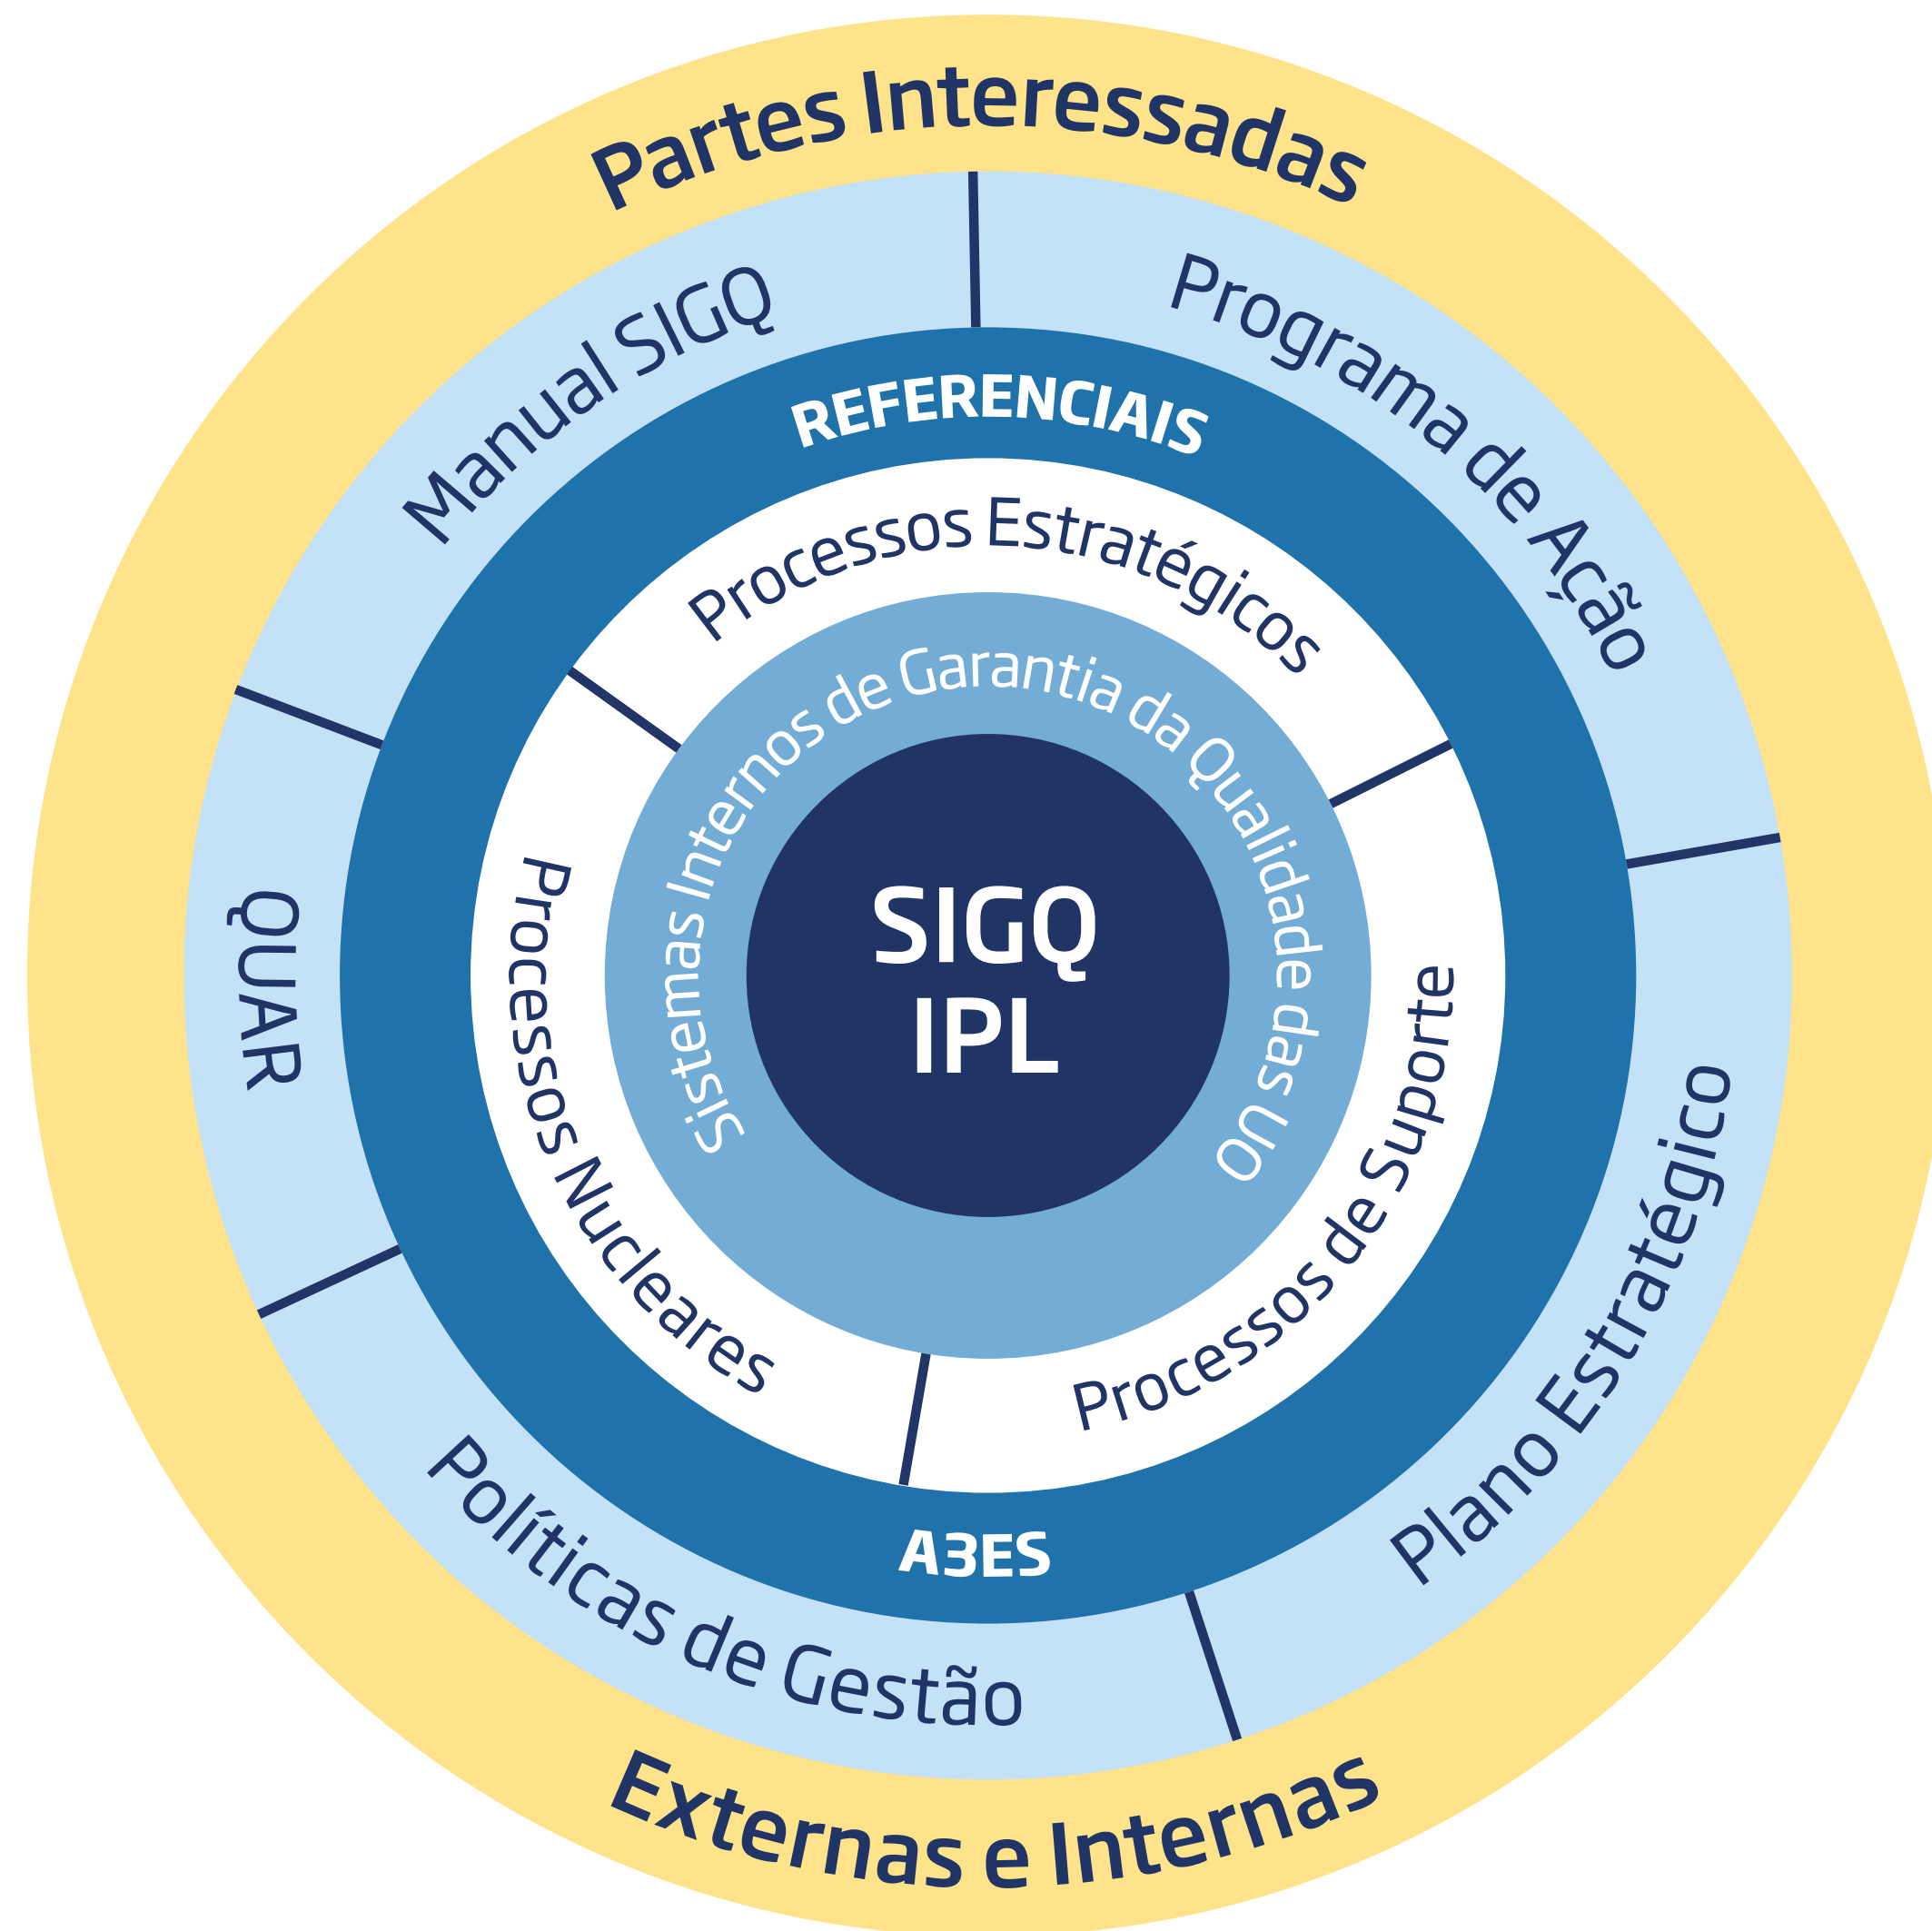 Partes Interessadas
Manual SIGQ
Programa de Ação
REFERENCIAIS
Processos Estratégicos
Sistemas Internos de Garantia da Qualidade das UO
SIGQ
IPL
QUAR
Processos Nucleares
Processos de Suporte
Plano Estratégico
A3ES
Políticas de Gestão
Externas e Internas